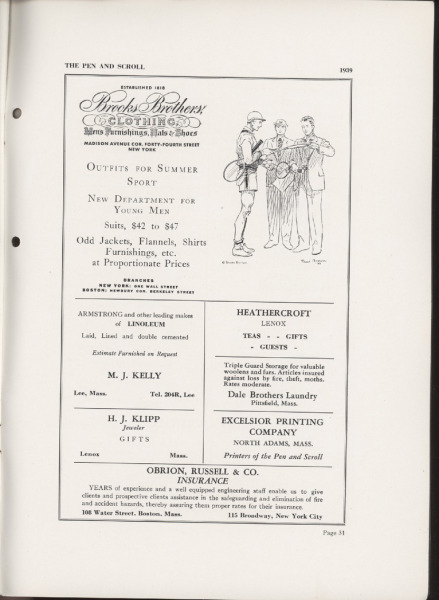 THE PEN AND SCROLL
1939
ESTABLISHED 1818
Brooks Brothers,
CLOTHING
Mens Furnishings, Hats & Shoes
MADISON AVENUE COR. FORTY-FOURTH STREET
NEW YORK
OUTFITS FOR SUMMER
SPORT
NEW DEPARTMENT FOR
YOUNG MEN
Suits, $42 to $47
Odd Jackets, Flannels, Shirts
Furnishings, etc.
at Proportionate Prices
BRANCHES
NEW YORK: ONE WALL STREET
BOSTON: NEWBURY COR. BERKELEY STREET
© Brooks Brothers
ARMSTRONG and other leading makes
of LINOLEUM
Laid, Lined and double cemented
Estimate Furnished on Request
M. J. KELLY
Lee, Mass. Tel. 204R, Lee
HEATHERCROFT
LENOX
TEAS - - GIFTS
- GUESTS -
Triple Guard Storage for valuable
woolens and furs. Articles insured
against loss by fire, theft, moths.
Rates moderate.
Dale Brothers Laundry
Pittsfield, Mass.
H. J. KLIPP
Jeweler
GIFTS
Lenox Mass.
EXCELSIOR PRINTING
COMPANY
NORTH ADAMS, MASS.
Printers of the Pen and Scroll
OBRION, RUSSELL & CO.
INSURANCE
YEARS of experience and a well equipped engineering staff enable us to give
clients and prospective clients assistance in the safeguarding and elimination of fire
and accident hazards, thereby assuring them proper rates for their insurance.
108 Water Street, Boston, Mass. 115 Broadway, New York City
Page 31